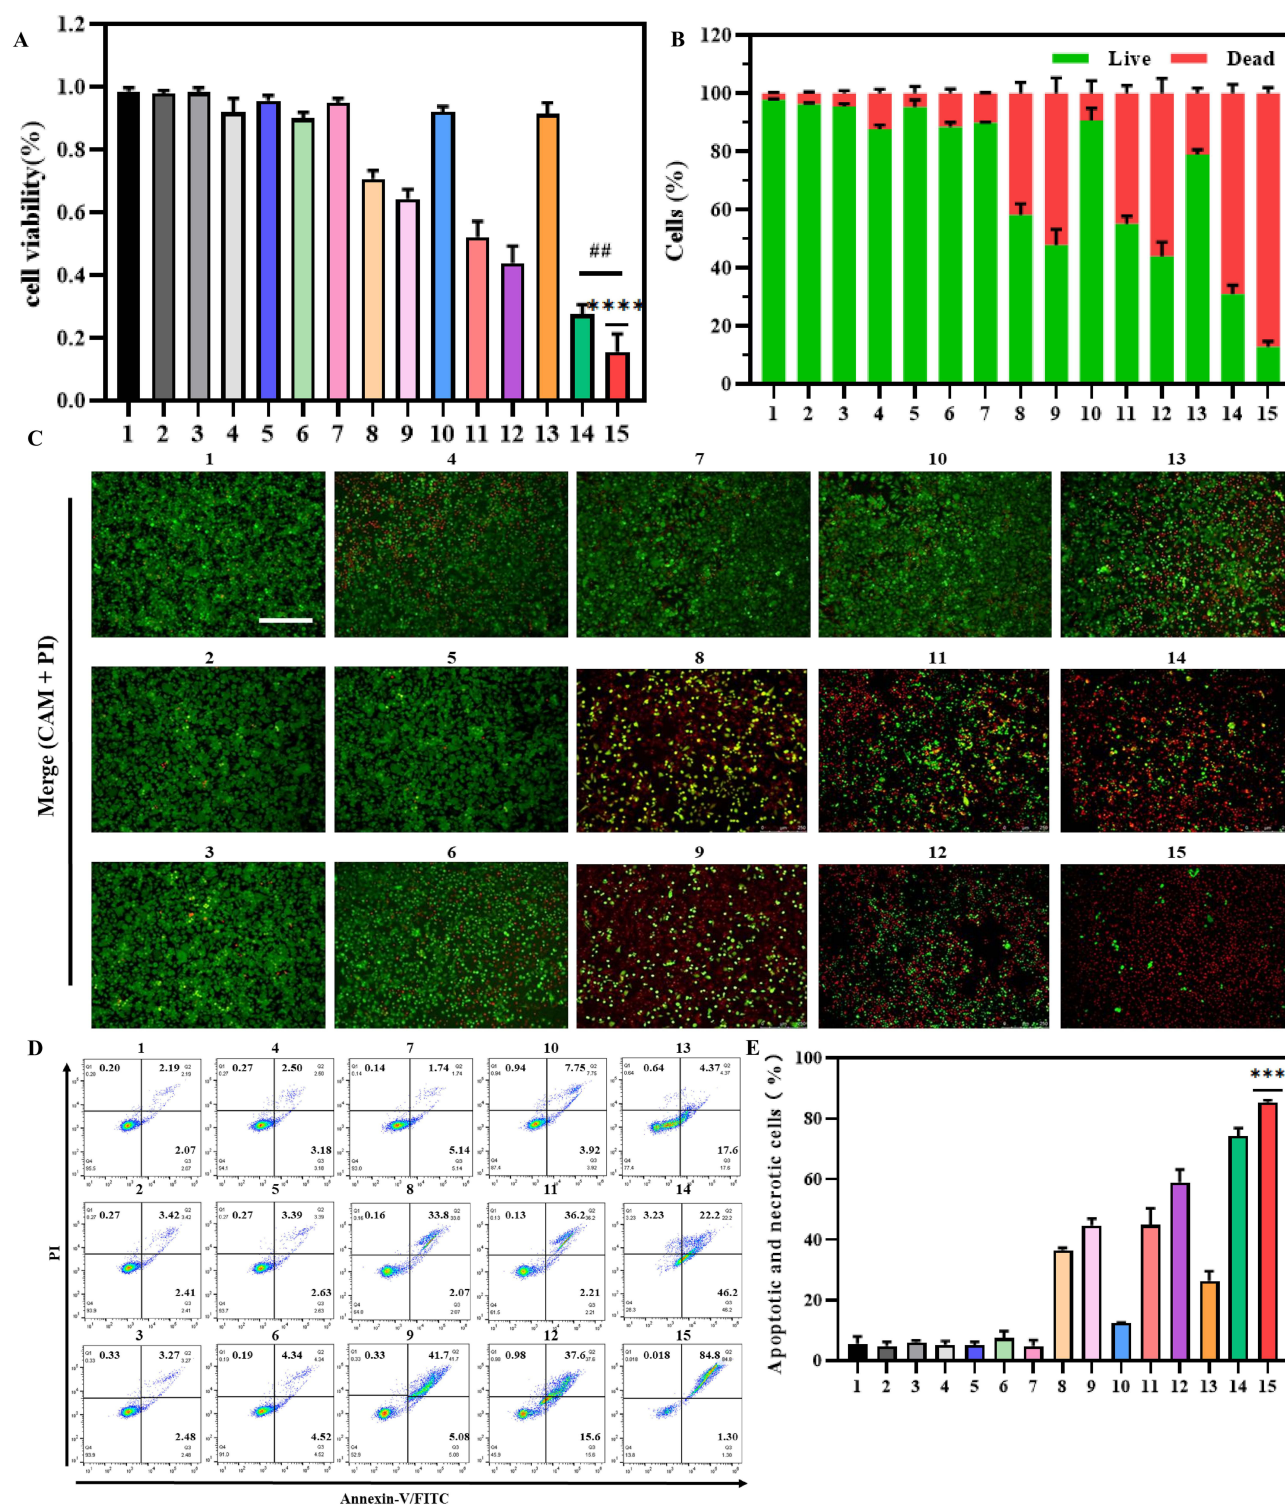 A
cell viability(%)
1.2
1.0
0.8
0.6
0.4
0.2
0.0
##
****
1 2 3 4 5 6 7 8 9 10 11 12 13 14 15
B
Cells (%)
120
100
80
60
40
20
0
Live Dead
1 2 3 4 5 6 7 8 9 10 11 12 13 14 15
C
Merge (CAM + PI)
1 4 7 10 13
2 5 8 11 14
3 6 9 12 15
D
PI
1 4 7 10 13
0.20 2.19 0.27 2.50 0.14 1.74 0.94 7.75 0.64 4.37
2.07 3.18 5.14 3.92 17.6
2 5 8 11 14
0.27 3.42 0.27 3.39 0.16 33.8 0.13 36.2 3.23 22.2
2.41 2.63 2.07 2.21 46.2
3 6 9 12 15
0.33 3.27 0.19 4.34 0.33 41.7 0.98 37.6 0.018 84.8
2.48 4.52 5.08 15.6 1.30
Annexin-V/FITC
E
Apoptotic and necrotic cells ( %)
100
80
60
40
20
0
***
1 2 3 4 5 6 7 8 9 10 11 12 13 14 15